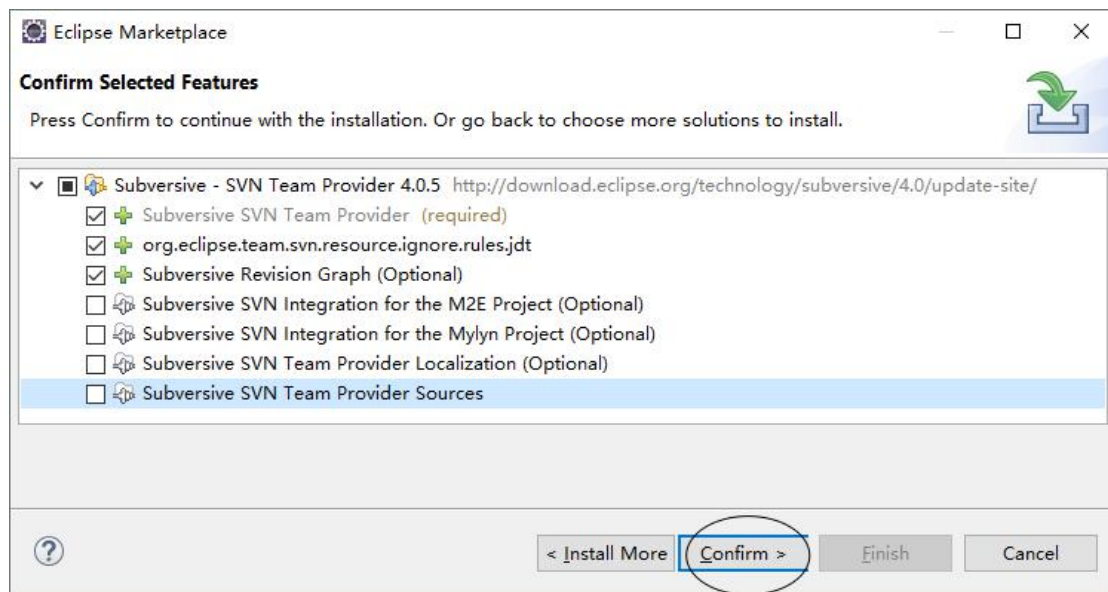 Eclipse Marketplace
Confirm Selected Features
Press Confirm to continue with the installation. Or go back to choose more solutions to install.
Subversive - SVN Team Provider 4.0.5 http://download.eclipse.org/technology/subversive/4.0/update-site/
Subversive SVN Team Provider (required)
org.eclipse.team.svn.resource.ignore.rules.jdt
Subversive Revision Graph (Optional)
Subversive SVN Integration for the M2E Project (Optional)
Subversive SVN Integration for the Mylyn Project (Optional)
Subversive SVN Team Provider Localization (Optional)
Subversive SVN Team Provider Sources
? < Install More Confirm > Finish Cancel